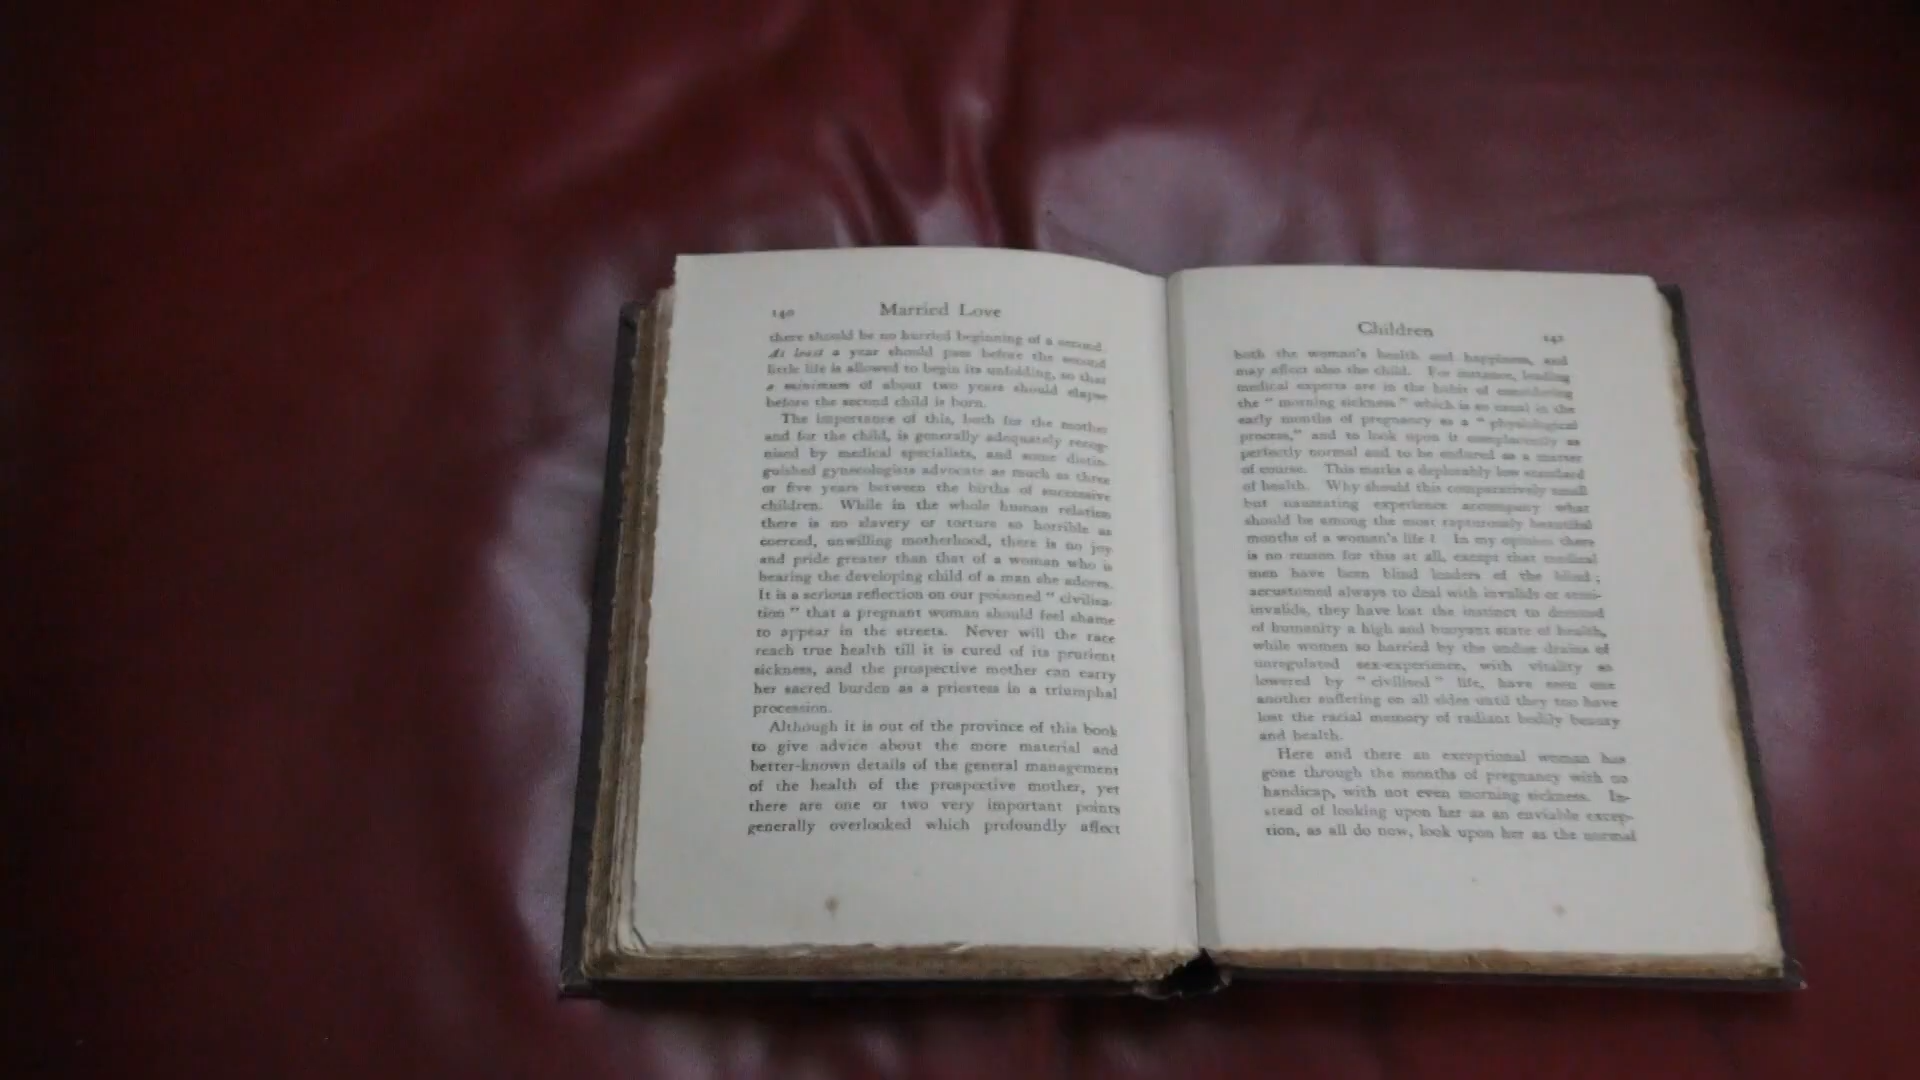 140 Married Love
there should be no hurried beginning of a second.
At least a year should pass before the second
little life is allowed to begin its unfolding, so that
a minimum of about two years should elapse
before the second child is born.
The importance of this, both for the mother
and for the child, is generally adequately recog-
nised by medical specialists, and some distin-
guished gynecologists advocate as much as three
or five years between the births of successive
children. While in the whole human relation
there is no slavery or torture so horrible as
coerced, unwilling motherhood, there is no joy
and pride greater than that of a woman who is
bearing the developing child of a man she adores.
It is a serious reflection on our poisoned " civilisa-
tion " that a pregnant woman should feel shame
to appear in the streets. Never will the race
reach true health till it is cured of its prurient
sickness, and the prospective mother can carry
her sacred burden as a priestess in a triumphal
procession.
Although it is out of the province of this book
to give advice about the more material and
better-known details of the general management
of the health of the prospective mother, yet
there are one or two very important points
generally overlooked which profoundly affect
Children 141
both the woman's health and happiness, and
may affect also the child. For instance, leading
medical experts are in the habit of considering
the " morning sickness " which is so usual in the
early months of pregnancy as a " physiological
process," and to look upon it complacently as
perfectly normal and to be endured as a matter
of course. This marks a deplorably low standard
of health. Why should this comparatively small
but nauseating experience accompany what
should be among the most rapturously beautiful
months of a woman's life ? In my opinion there
is no reason for this at all, except that medical
men have been blind leaders of the blind ;
accustomed always to deal with invalids or semi-
invalids, they have lost the instinct to demand
of humanity a high and buoyant state of health,
while women so harried by the undue drains of
unregulated sex-experience, with vitality so
lowered by " civilised " life, have seen one
another suffering on all sides until they too have
lost the racial memory of radiant bodily beauty
and health.
Here and there an exceptional woman has
gone through the months of pregnancy with no
handicap, with not even morning sickness. In-
stead of looking upon her as an enviable excep-
tion, as all do now, look upon her as the normal